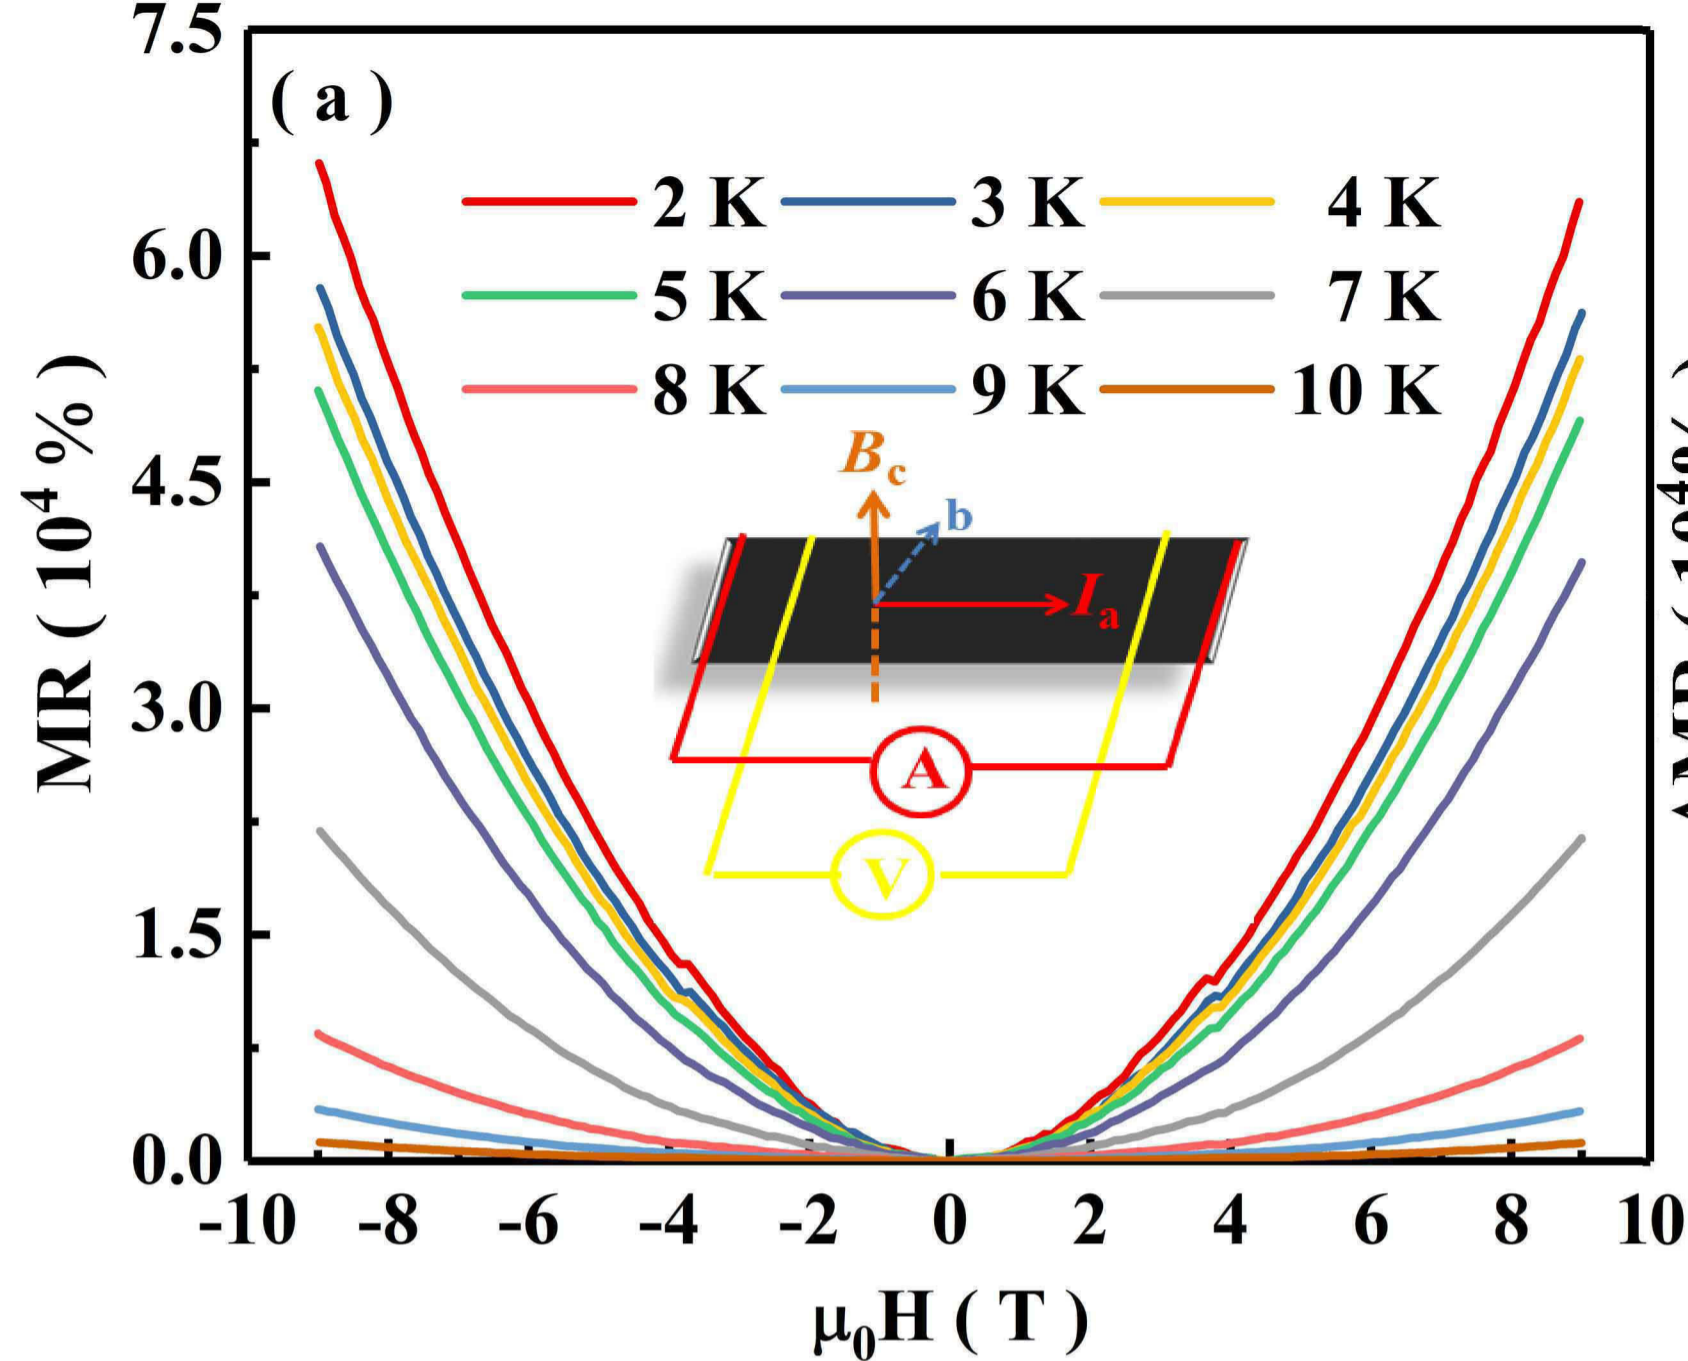 7.5
( a )
2 K 3 K 4 K
6.0
5 K 6 K 7 K
8 K 9 K 10 K
4.5
Bc
b
Ia
3.0
A
V
1.5
0.0
-10 -8 -6 -4 -2 0 2 4 6 8 10
μ0H ( T )
MR ( 10⁴ % )